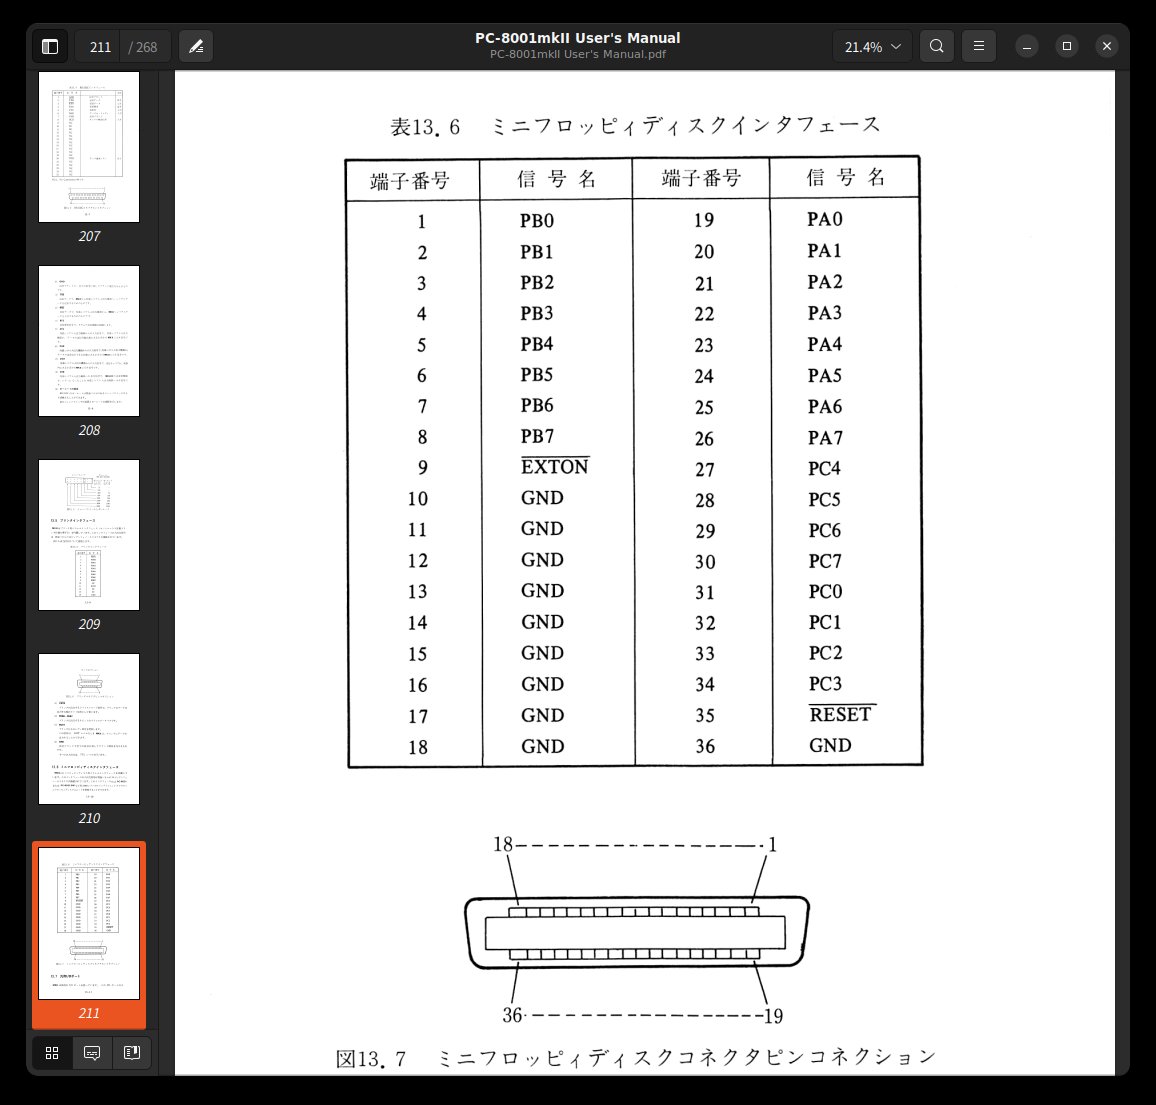 211 / 268
PC-8001mkII User's Manual
PC-8001mkII User's Manual.pdf
21.4%
207
208
209
210
211
表13.6 ミニフロッピィディスクインタフェース
端子番号 信号名 端子番号 信号名
1 PB0 19 PA0
2 PB1 20 PA1
3 PB2 21 PA2
4 PB3 22 PA3
5 PB4 23 PA4
6 PB5 24 PA5
7 PB6 25 PA6
8 PB7 26 PA7
9 EXTON 27 PC4
10 GND 28 PC5
11 GND 29 PC6
12 GND 30 PC7
13 GND 31 PC0
14 GND 32 PC1
15 GND 33 PC2
16 GND 34 PC3
17 GND 35 RESET
18 GND 36 GND
18 1
36 19
図13.7 ミニフロッピィディスクコネクタピンコネクション